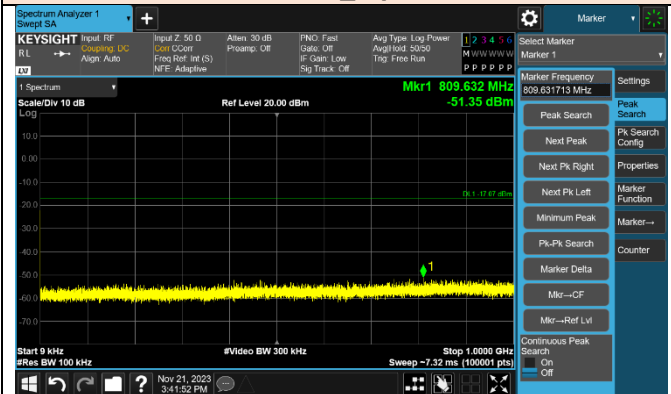 Spectrum Analyzer 1
Swept SA
Marker
KEYSIGHT
RL
LXI
Input: RF
Coupling: DC
Align: Auto
Input Z: 50 Ω
Corr CCorr
Freq Ref: Int (S)
NFE: Adaptive
Atten: 30 dB
Preamp: Off
PNO: Fast
Gate: Off
IF Gain: Low
Sig Track: Off
Avg Type: Log-Power
Avg|Hold: 50/50
Trig: Free Run
1 2 3 4 5 6
M W W W W W
P P P P P P
Select Marker
Marker 1
1 Spectrum
Scale/Div 10 dB
Log
Ref Level 20.00 dBm
Mkr1 809.632 MHz
-51.35 dBm
10.0
0.00
-10.0
DL1 -17.67 dBm
-20.0
-30.0
-40.0
-50.0
-60.0
-70.0
1
Start 9 kHz
#Res BW 100 kHz
#Video BW 300 kHz
Stop 1.0000 GHz
Sweep ~7.32 ms (100001 pts)
Marker Frequency
809.631713 MHz
Peak Search
Next Peak
Next Pk Right
Next Pk Left
Minimum Peak
Pk-Pk Search
Marker Delta
Mkr→CF
Mkr→Ref Lvl
Continuous Peak
Search
On
Off
Settings
Peak
Search
Pk Search
Config
Properties
Marker
Function
Marker→
Counter
Nov 21, 2023
3:41:52 PM